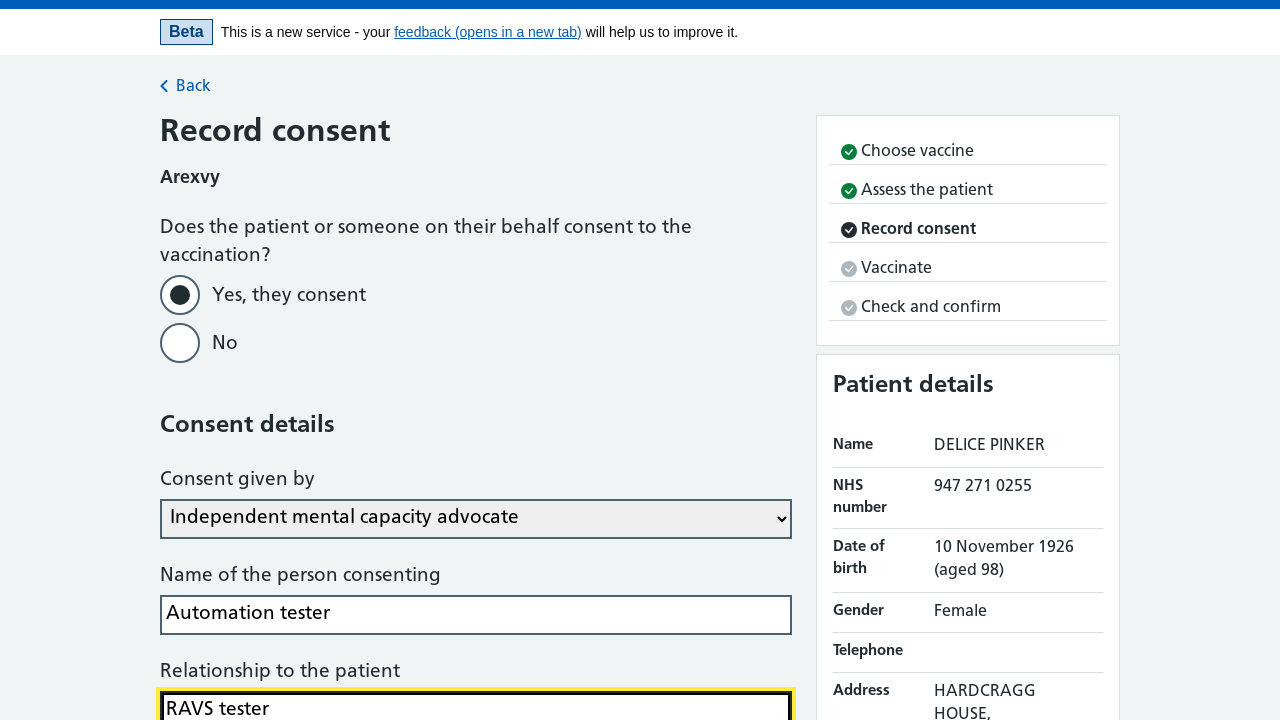 Beta This is a new service - your feedback (opens in a new tab) will help us to improve it.
Back
Record consent
Arexvy
Does the patient or someone on their behalf consent to the
vaccination?
Yes, they consent
No
Consent details
Consent given by
Independent mental capacity advocate
Name of the person consenting
Automation tester
Relationship to the patient
RAVS tester
Choose vaccine
Assess the patient
Record consent
Vaccinate
Check and confirm
Patient details
Name DELICE PINKER
NHS number 947 271 0255
Date of birth 10 November 1926 (aged 98)
Gender Female
Telephone
Address HARDCRAGG
HOUSE,